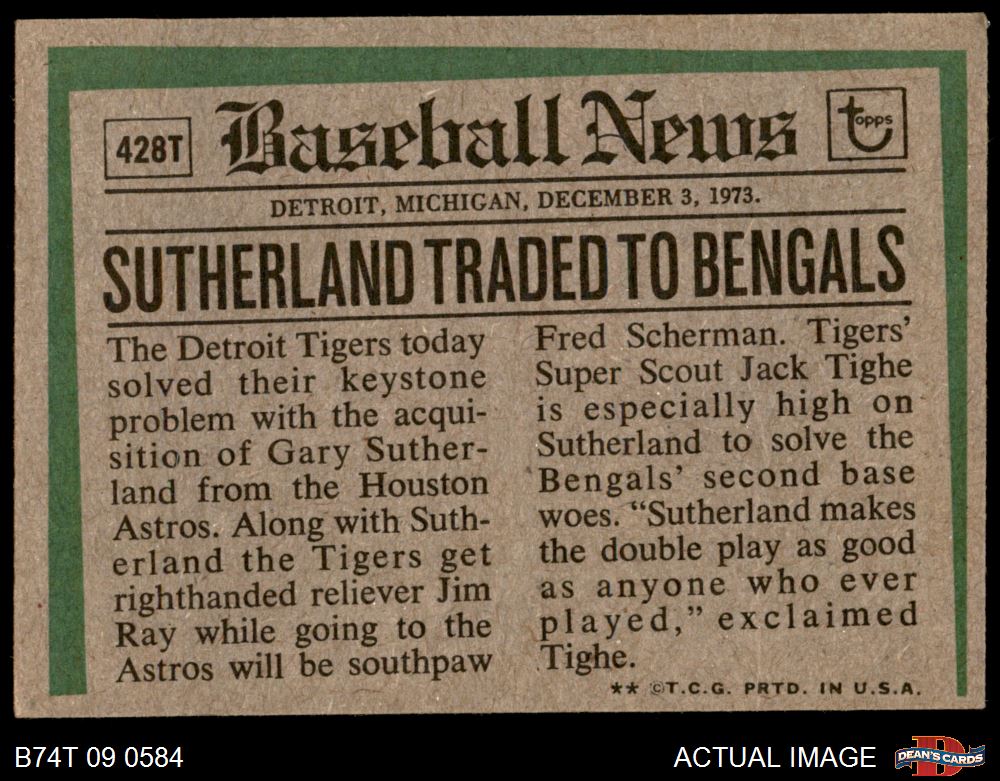 428T
Baseball News
topps
DETROIT, MICHIGAN, DECEMBER 3, 1973.
SUTHERLAND TRADED TO BENGALS
The Detroit Tigers today
solved their keystone
problem with the acqui-
sition of Gary Suther-
land from the Houston
Astros. Along with Suth-
erland the Tigers get
righthanded reliever Jim
Ray while going to the
Astros will be southpaw
Fred Scherman. Tigers'
Super Scout Jack Tighe
is especially high on
Sutherland to solve the
Bengals' second base
woes. "Sutherland makes
the double play as good
as anyone who ever
played," exclaimed
Tighe.
** ©T.C.G. PRTD. IN U.S.A.
B74T 09 0584
ACTUAL IMAGE
D
DEAN'S CARDS